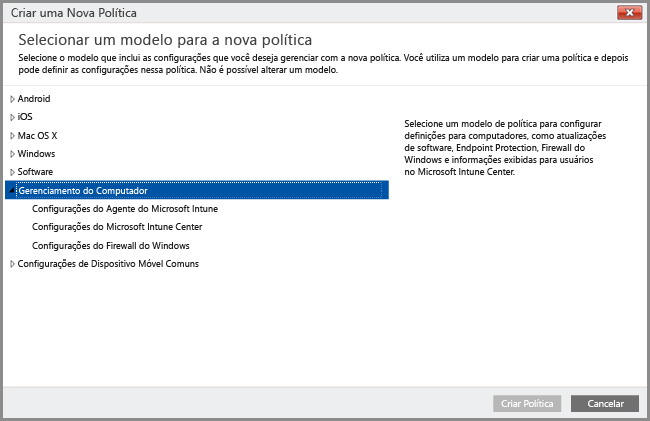 Criar uma Nova Política
Selecionar um modelo para a nova política
Selecione o modelo que inclui as configurações que você deseja gerenciar com a nova política. Você utiliza um modelo para criar uma política e depois
pode definir as configurações nessa política. Não é possível alterar um modelo.
Android
iOS
Mac OS X
Windows
Software
Gerenciamento do Computador
Configurações do Agente do Microsoft Intune
Configurações do Microsoft Intune Center
Configurações do Firewall do Windows
Configurações de Dispositivo Móvel Comuns
Selecione um modelo de política para configurar
definições para computadores, como atualizações
de software, Endpoint Protection, Firewall do
Windows e informações exibidas para usuários
no Microsoft Intune Center.
Criar Política
Cancelar